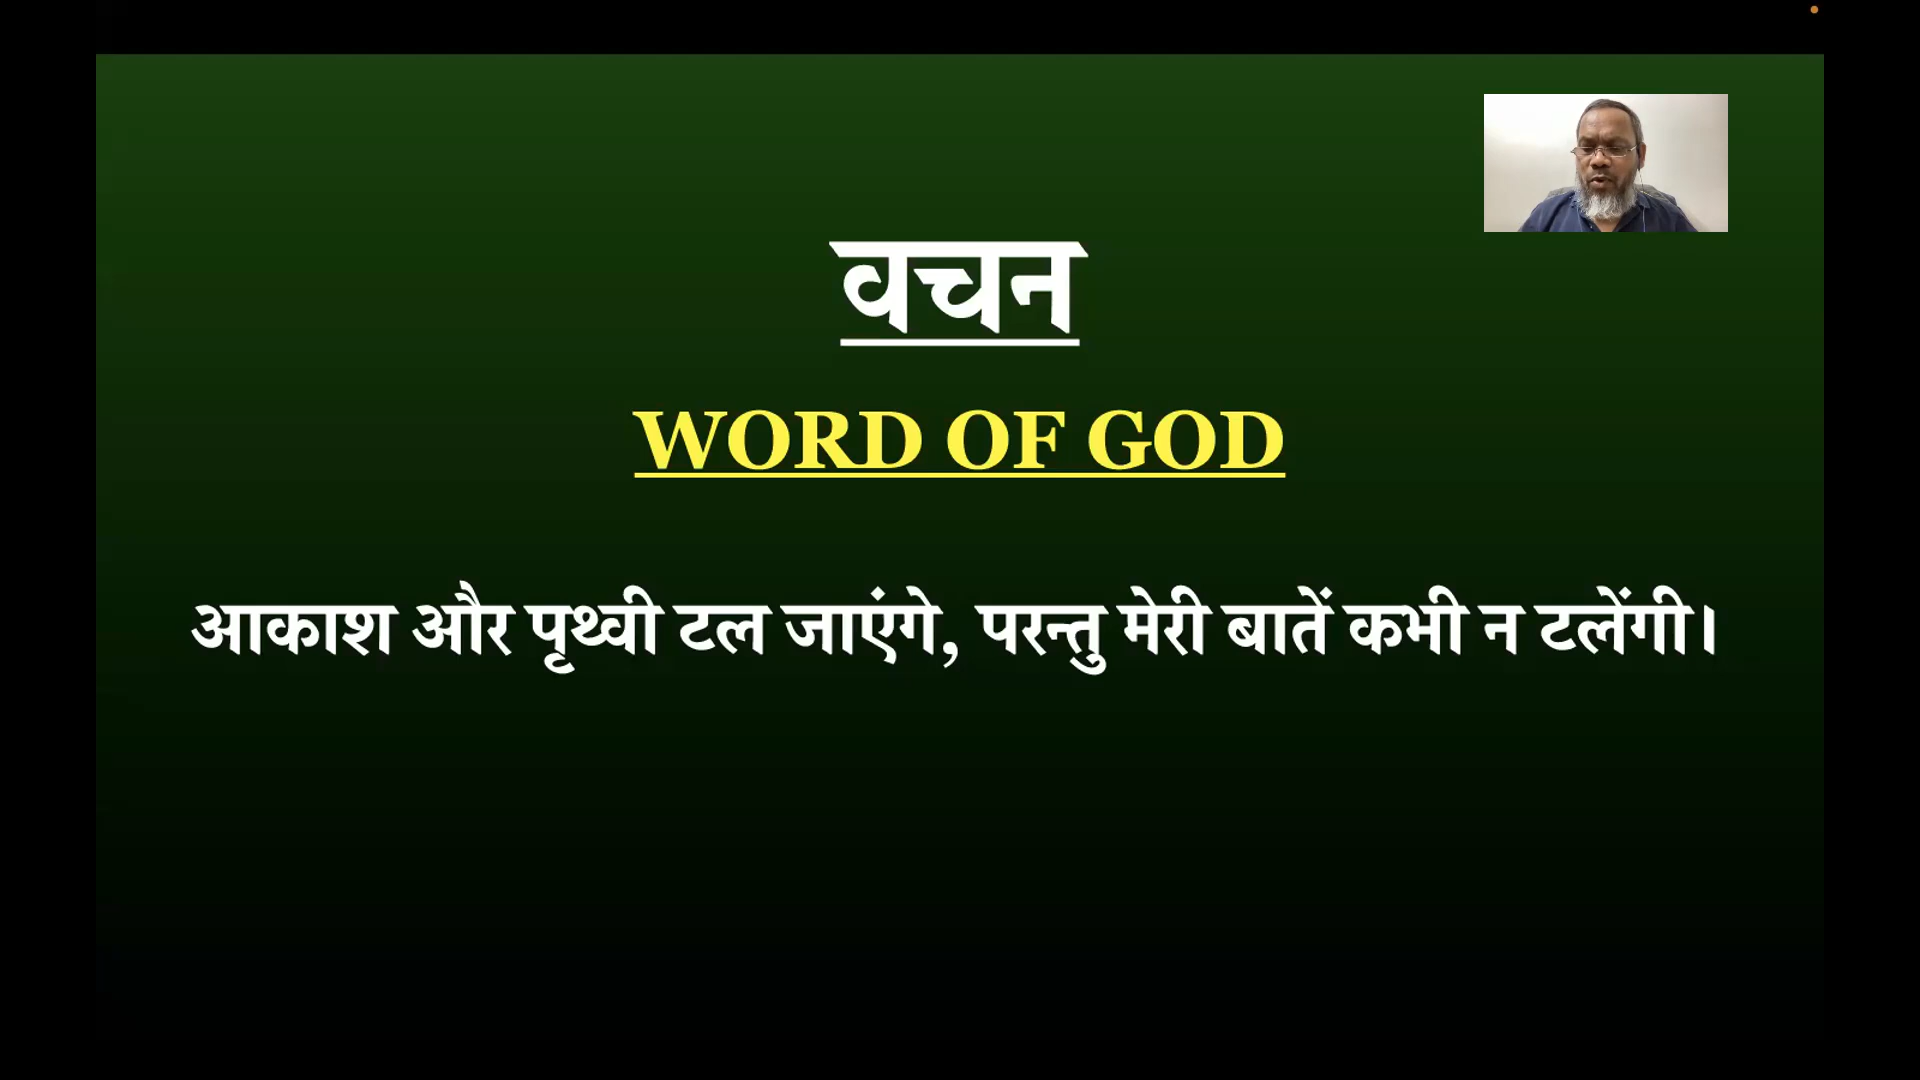 वचन
WORD OF GOD
आकाश और पृथ्वी टल जाएंगे, परन्तु मेरी बातें कभी न टलेंगी।